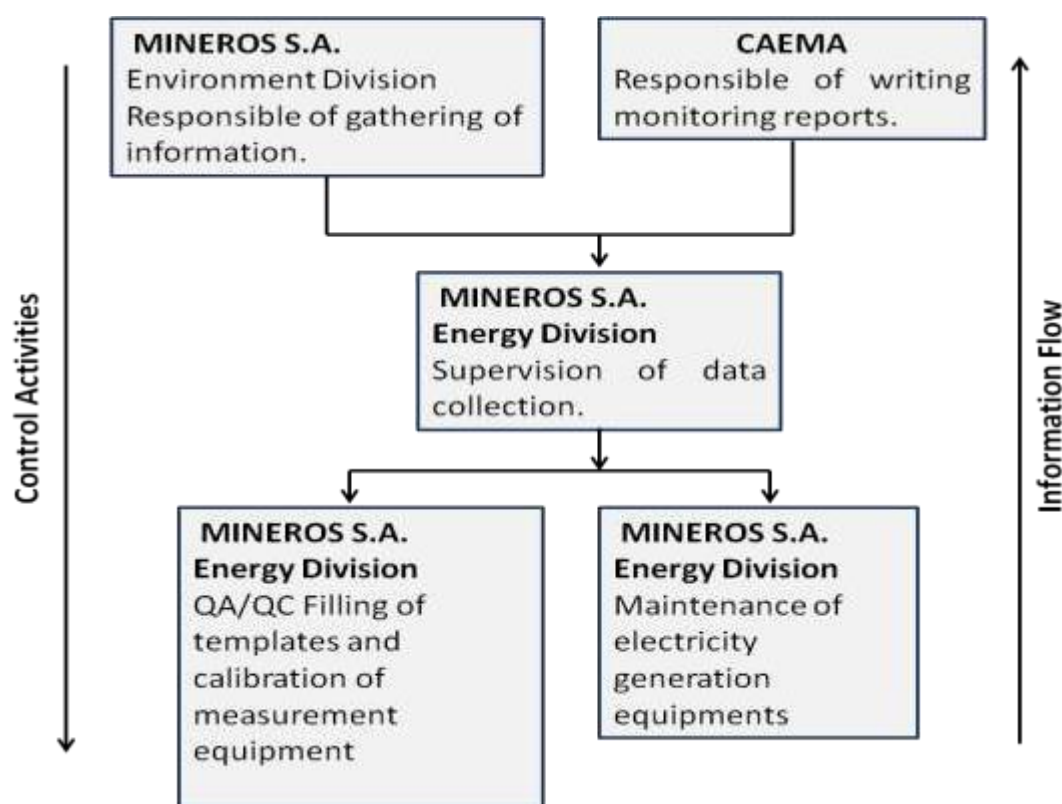 MINEROS S.A.
Environment Division
Responsible of gathering of
information.
CAEMA
Responsible of writing
monitoring reports.
Control Activities
Information Flow
MINEROS S.A.
Energy Division
Supervision of data
collection.
MINEROS S.A.
Energy Division
QA/QC Filling of
templates and
calibration of
measurement
equipment
MINEROS S.A.
Energy Division
Maintenance of
electricity
generation
equipments